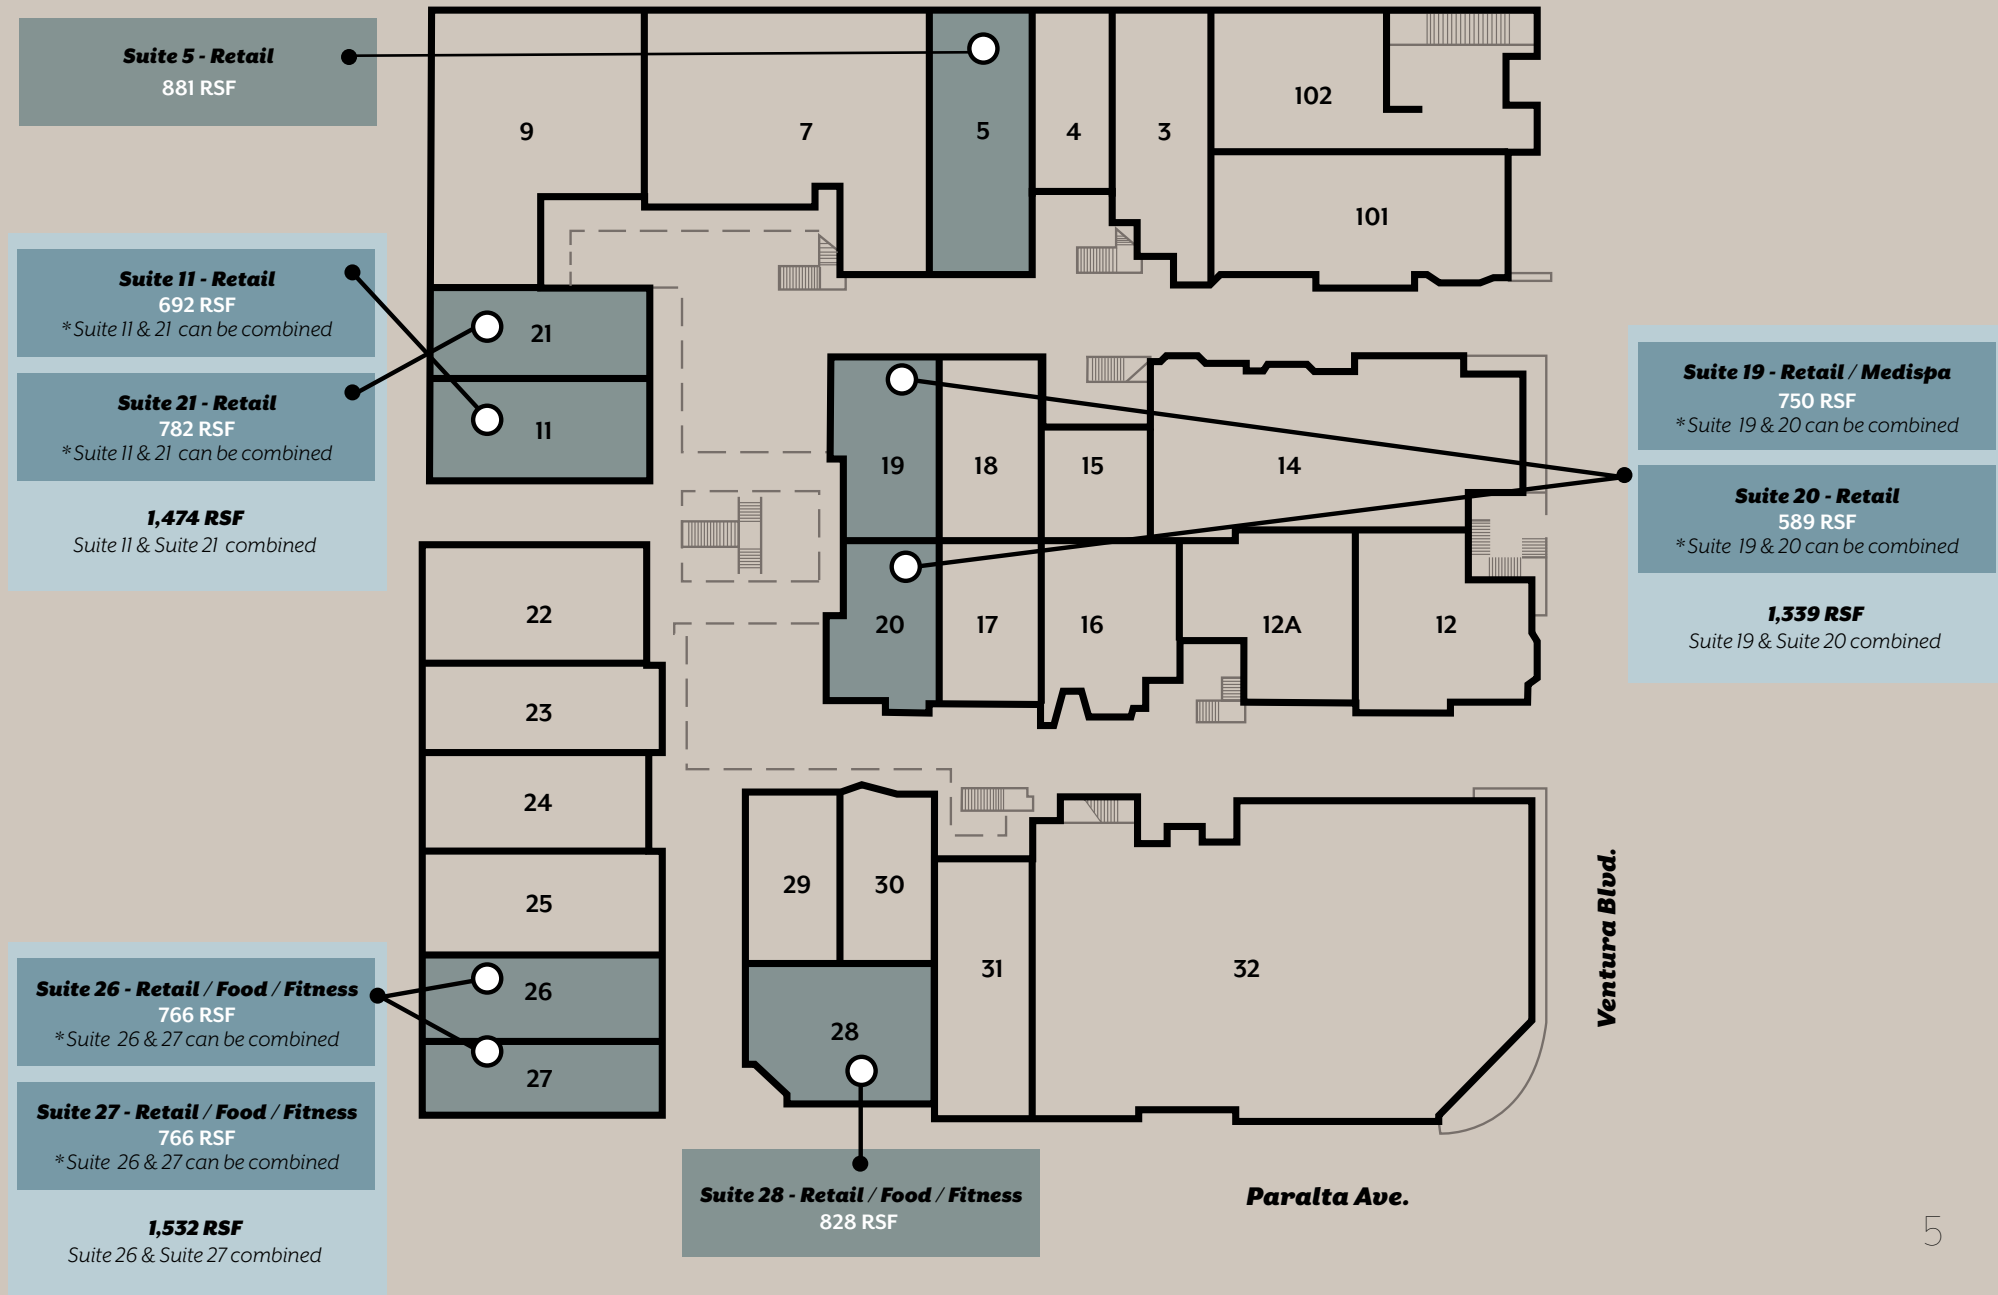 Suite 5 - Retail
881 RSF
9
7
5
4
3
102
101
Suite 11 - Retail
692 RSF
*Suite 11 & 21 can be combined
Suite 21 - Retail
782 RSF
*Suite 11 & 21 can be combined
1,474 RSF
Suite 11 & Suite 21 combined
21
11
19
18
15
14
20
17
16
12A
12
Suite 19 - Retail / Medispa
750 RSF
*Suite 19 & 20 can be combined
Suite 20 - Retail
589 RSF
*Suite 19 & 20 can be combined
1,339 RSF
Suite 19 & Suite 20 combined
22
23
24
25
26
27
29
30
31
32
28
Ventura Blvd.
Suite 26 - Retail / Food / Fitness
766 RSF
*Suite 26 & 27 can be combined
Suite 27 - Retail / Food / Fitness
766 RSF
*Suite 26 & 27 can be combined
1,532 RSF
Suite 26 & Suite 27 combined
Suite 28 - Retail / Food / Fitness
828 RSF
Paralta Ave.
5